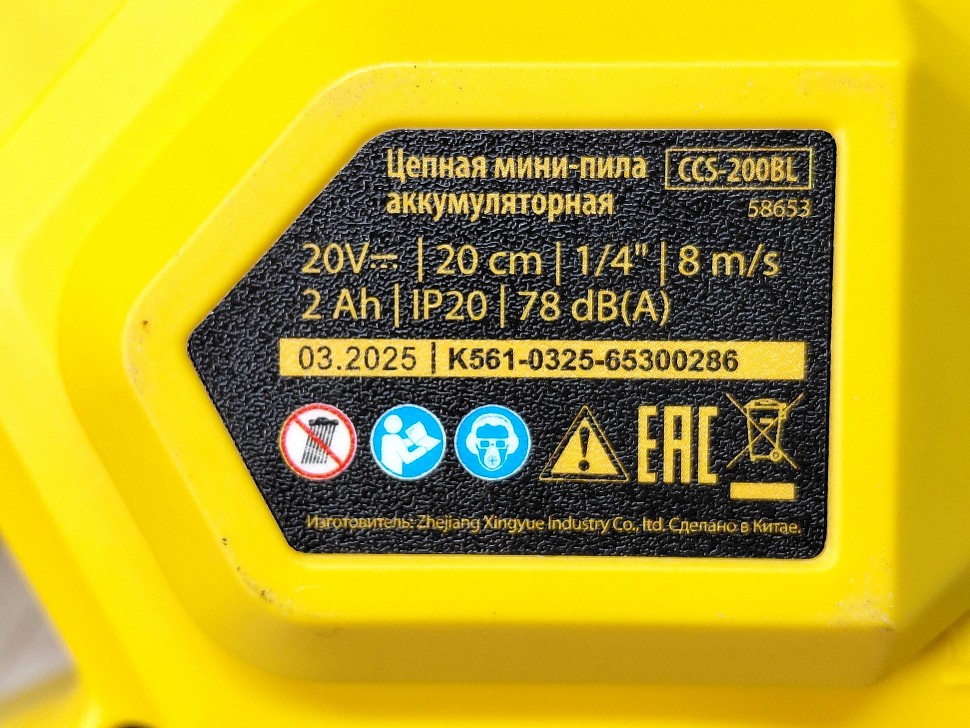 Цепная мини-пила CCS-200BL
аккумуляторная 58653
20V⎓ | 20 cm | 1/4" | 8 m/s
2 Ah | IP20 | 78 dB(A)
03.2025 | K561-0325-65300286
EAC
Изготовитель: Zhejiang Xingyue Industry Co., ltd. Сделано в Китае.